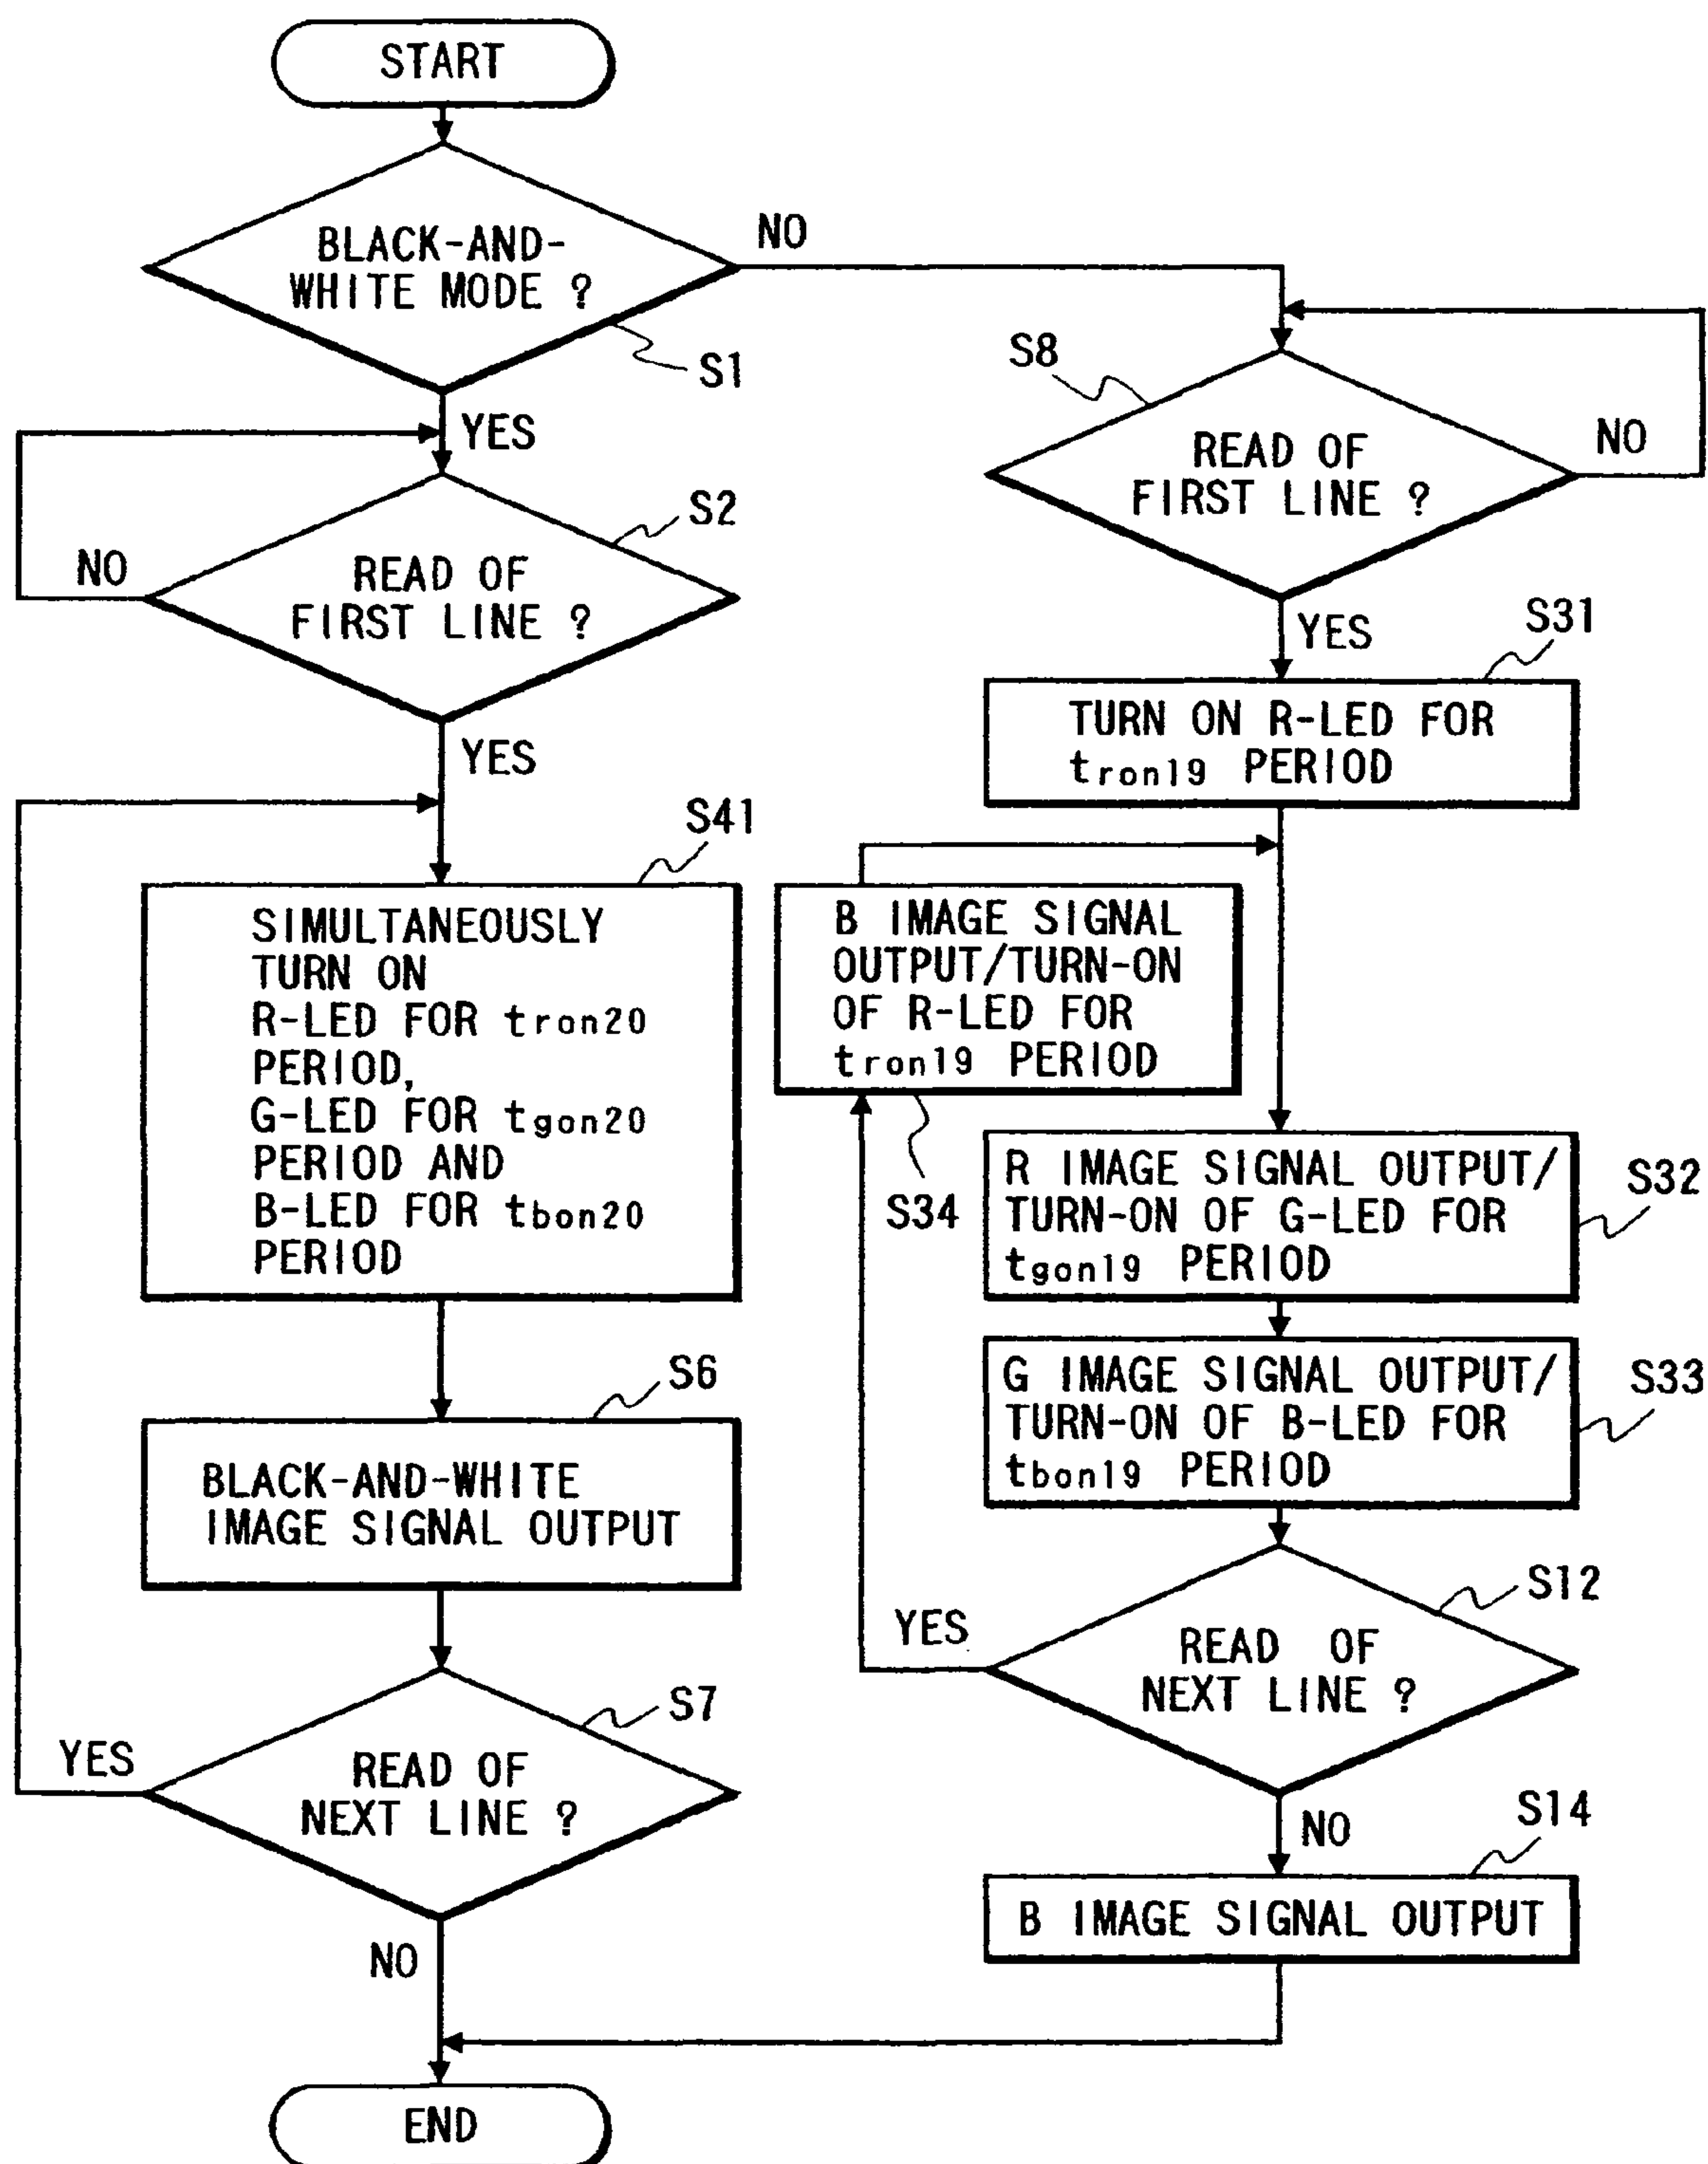 START
BLACK-AND-
WHITE MODE ?
NO
S1
YES
S2
NO
READ OF
FIRST LINE ?
YES
S41
SIMULTANEOUSLY
TURN ON
R-LED FOR tron20
PERIOD,
G-LED FOR tgon20
PERIOD AND
B-LED FOR tbon20
PERIOD
S6
BLACK-AND-WHITE
IMAGE SIGNAL OUTPUT
S7
YES
READ OF
NEXT LINE ?
NO
S8
READ OF
FIRST LINE ?
NO
YES
S31
TURN ON R-LED FOR
tron19 PERIOD
B IMAGE SIGNAL
OUTPUT/TURN-ON
OF R-LED FOR
tron19 PERIOD
S34
R IMAGE SIGNAL OUTPUT/
TURN-ON OF G-LED FOR
tgon19 PERIOD
S32
G IMAGE SIGNAL OUTPUT/
TURN-ON OF B-LED FOR
tbon19 PERIOD
S33
S12
YES
READ OF
NEXT LINE ?
NO
S14
B IMAGE SIGNAL OUTPUT
END